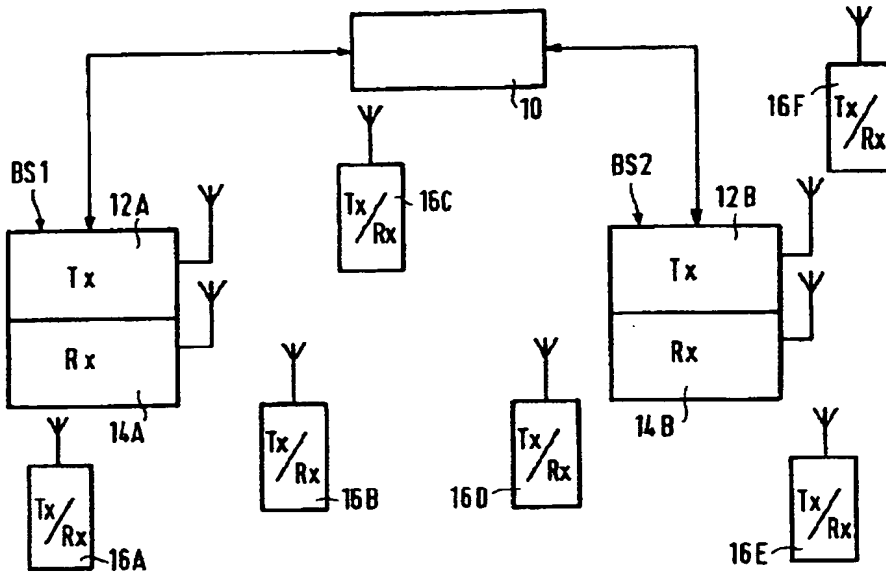 10
16F
Tx/Rx
BS1
12A
Tx/Rx
16C
BS2
12B
Tx
Tx
Rx
Rx
14A
14B
Tx/Rx
16B
Tx/Rx
16D
Tx/Rx
16A
Tx/Rx
16E